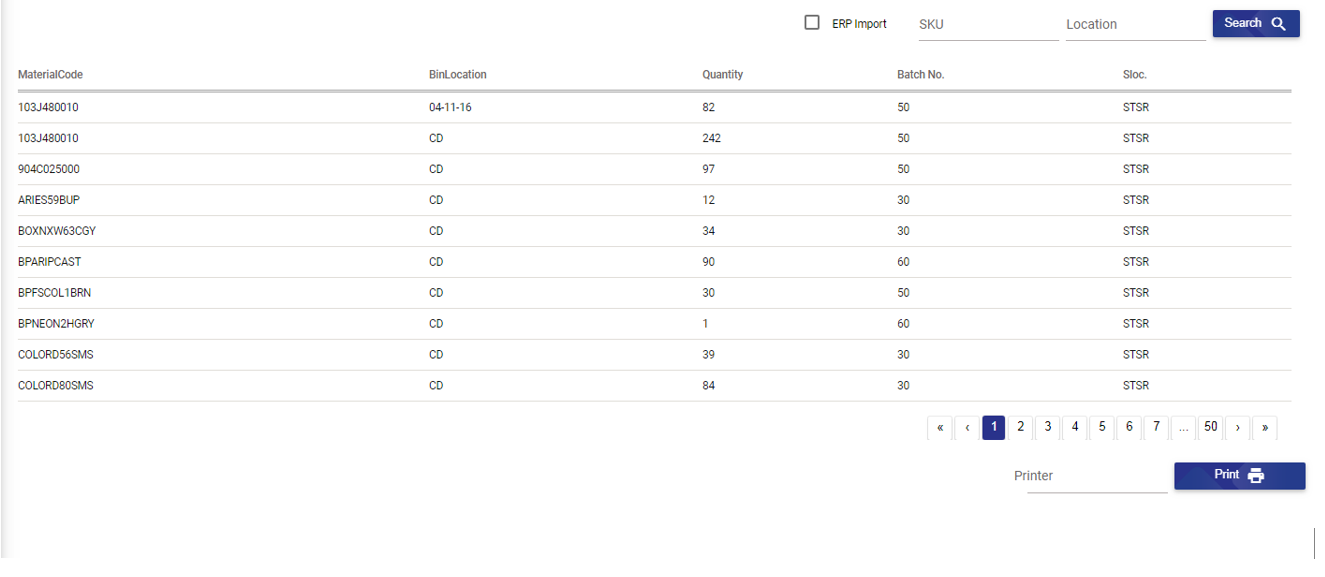 ERP Import SKU Location Search
MaterialCode BinLocation Quantity Batch No. Sloc.
103J480010 04-11-16 82 50 STSR
103J480010 CD 242 50 STSR
904C025000 CD 97 50 STSR
ARIES59BUP CD 12 30 STSR
BOXNXW63CGY CD 34 30 STSR
BPARIPCAST CD 90 60 STSR
BPFSCOL1BRN CD 30 50 STSR
BPNEON2HGRY CD 1 60 STSR
COLORD56SMS CD 39 30 STSR
COLORD80SMS CD 84 30 STSR
« ‹ 1 2 3 4 5 6 7 ... 50 › »
Printer Print